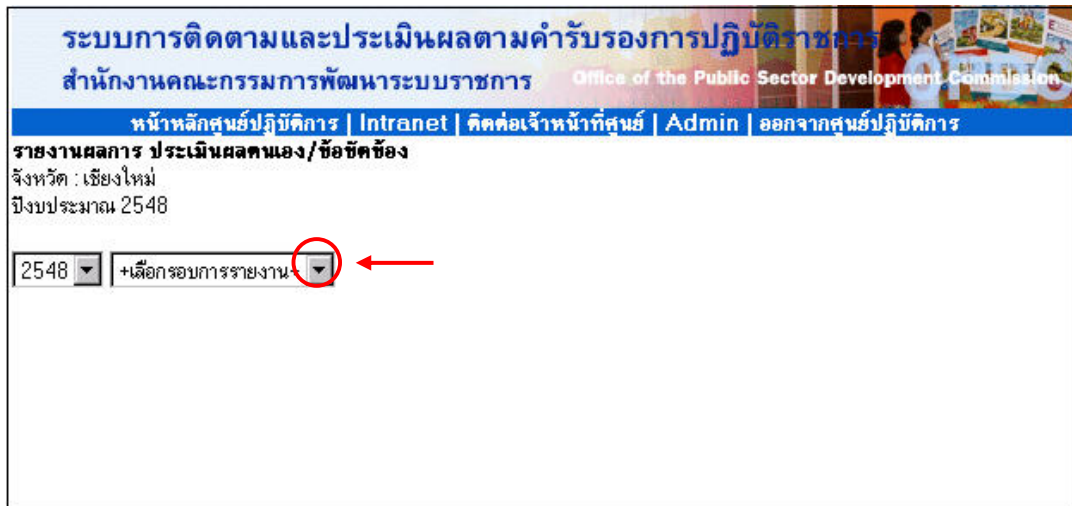 ระบบการติดตามและประเมินผลตามคำรับรองการปฏิบัติราชการ
สำนักงานคณะกรรมการพัฒนาระบบราชการ Office of the Public Sector Development Commission
OPDC
หน้าหลักศูนย์ปฏิบัติการ | Intranet | ติดต่อเจ้าหน้าที่ศูนย์ | Admin | ออกจากศูนย์ปฏิบัติการ
รายงานผลการ ประเมินผลตนเอง/ข้อขัดข้อง
จังหวัด : เชียงใหม่
ปีงบประมาณ 2548
2548 +เลือกรอบการรายงาน+